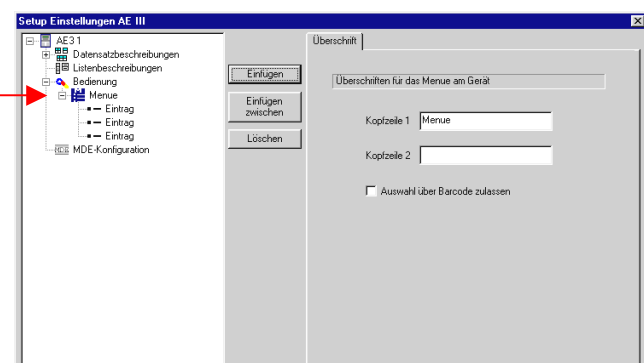 Setup Einstellungen AE III
AE3 1
Datensatzbeschreibungen
Listenbeschreibungen
Bedienung
Menue
Eintrag
Eintrag
Eintrag
MDE-Konfiguration
Einfügen
Einfügen
zwischen
Löschen
Überschrift
Überschriften für das Menue am Gerät
Kopfzeile 1 Menue
Kopfzeile 2
Auswahl über Barcode zulassen